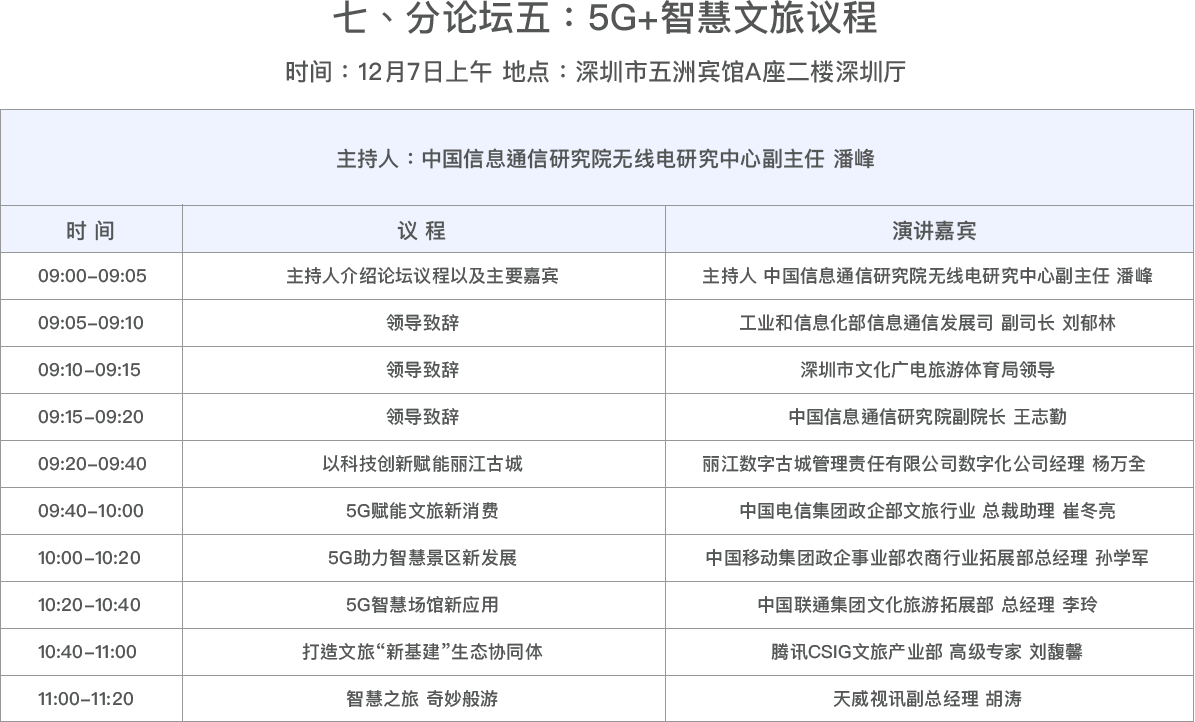 七、分论坛五：5G+智慧文旅议程
时间：12月7日上午 地点：深圳市五洲宾馆A座二楼深圳厅
主持人：中国信息通信研究院无线电研究中心副主任 潘峰
时 间 议 程 演讲嘉宾
09:00-09:05 主持人介绍论坛议程以及主要嘉宾 主持人 中国信息通信研究院无线电研究中心副主任 潘峰
09:05-09:10 领导致辞 工业和信息化部信息通信发展司 副司长 刘郁林
09:10-09:15 领导致辞 深圳市文化广电旅游体育局领导
09:15-09:20 领导致辞 中国信息通信研究院副院长 王志勤
09:20-09:40 以科技创新赋能丽江古城 丽江数字古城管理责任有限公司数字化公司经理 杨万全
09:40-10:00 5G赋能文旅新消费 中国电信集团政企部文旅行业 总裁助理 崔冬亮
10:00-10:20 5G助力智慧景区新发展 中国移动集团政企事业部农商行业拓展部总经理 孙学军
10:20-10:40 5G智慧场馆新应用 中国联通集团文化旅游拓展部 总经理 李玲
10:40-11:00 打造文旅“新基建”生态协同体 腾讯CSIG文旅产业部 高级专家 刘馥馨
11:00-11:20 智慧之旅 奇妙般游 天威视讯副总经理 胡涛